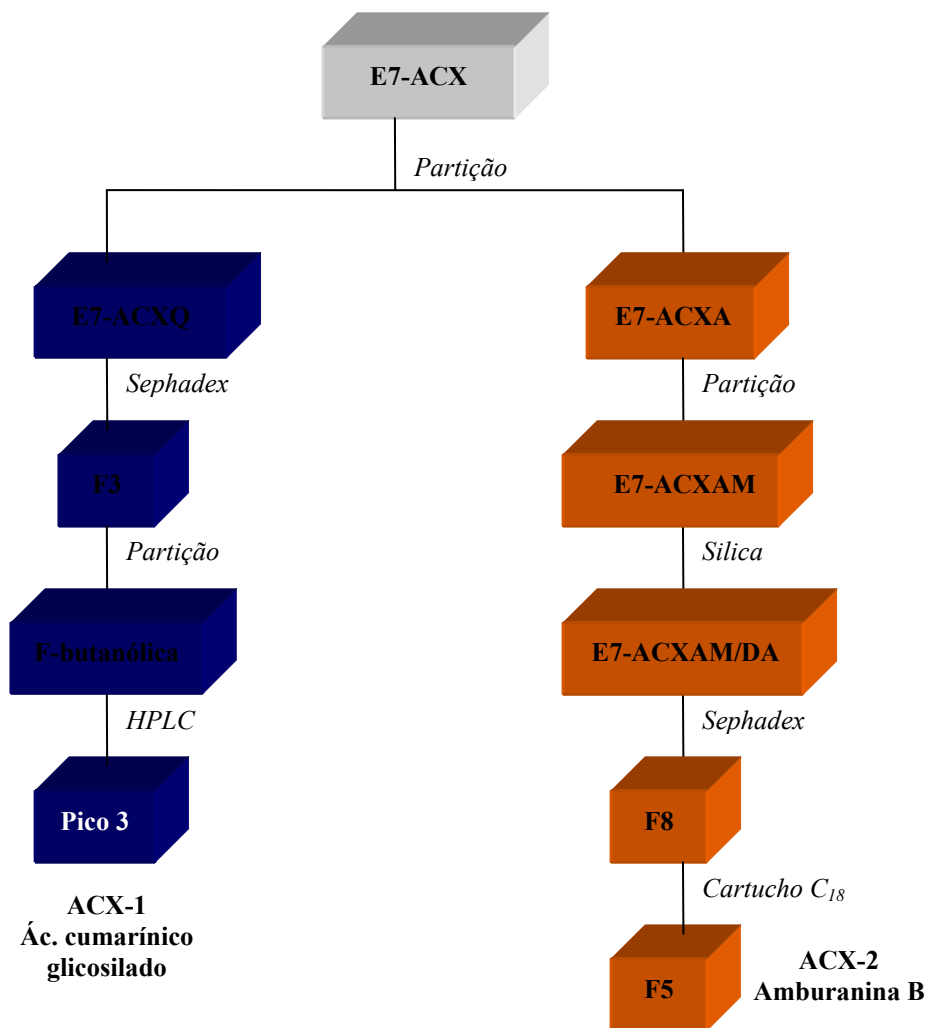 E7-ACX
Partição
E7-ACXQ
E7-ACXA
Sephadex
Partição
F3
E7-ACXAM
Partição
Silica
F-butanólica
E7-ACXAM/DA
HPLC
Sephadex
Pico 3
F8
ACX-1
Ác. cumarínico
glicosilado
Cartucho C18
F5
ACX-2
Amburanina B